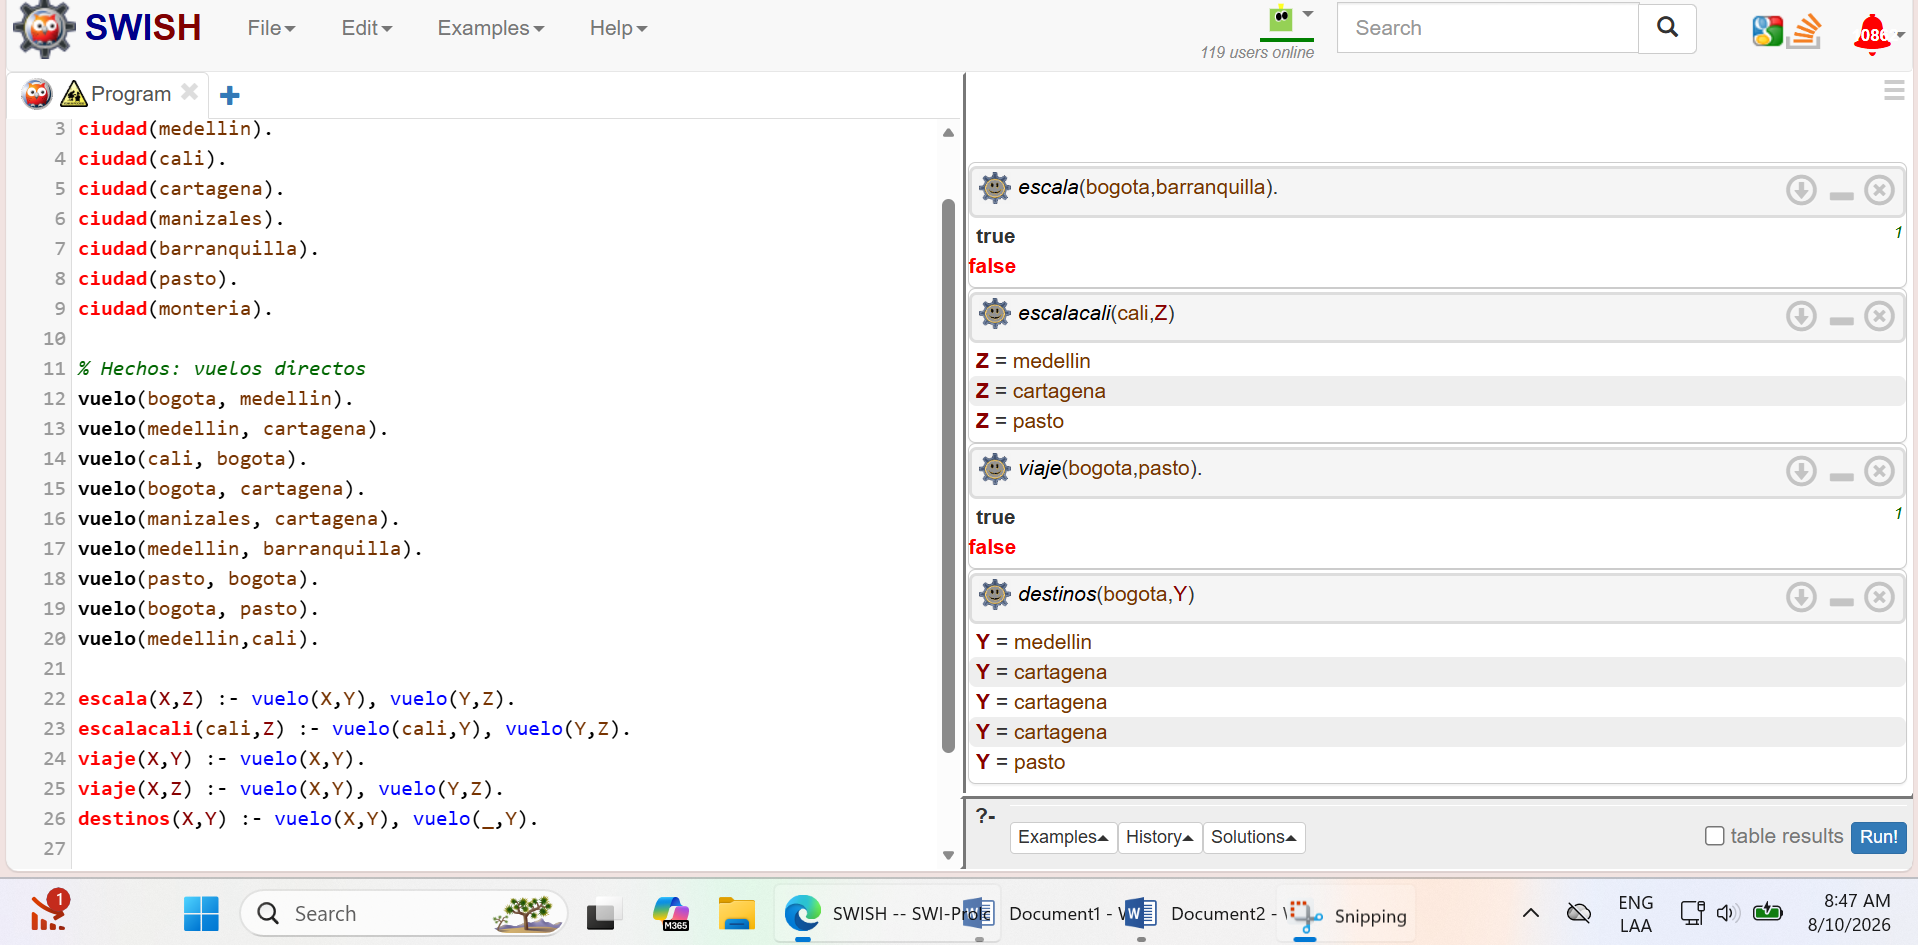 SWISH File Edit Examples Help
119 users online
Search
086
Program
3 ciudad(medellin).
4 ciudad(cali).
5 ciudad(cartagena).
6 ciudad(manizales).
7 ciudad(barranquilla).
8 ciudad(pasto).
9 ciudad(monteria).
10
11 % Hechos: vuelos directos
12 vuelo(bogota, medellin).
13 vuelo(medellin, cartagena).
14 vuelo(cali, bogota).
15 vuelo(bogota, cartagena).
16 vuelo(manizales, cartagena).
17 vuelo(medellin, barranquilla).
18 vuelo(pasto, bogota).
19 vuelo(bogota, pasto).
20 vuelo(medellin,cali).
21
22 escala(X,Z) :- vuelo(X,Y), vuelo(Y,Z).
23 escalacali(cali,Z) :- vuelo(cali,Y), vuelo(Y,Z).
24 viaje(X,Y) :- vuelo(X,Y).
25 viaje(X,Z) :- vuelo(X,Y), vuelo(Y,Z).
26 destinos(X,Y) :- vuelo(X,Y), vuelo(_,Y).
27
escala(bogota,barranquilla).
true 1
false
escalacali(cali,Z)
Z = medellin
Z = cartagena
Z = pasto
viaje(bogota,pasto).
true 1
false
destinos(bogota,Y)
Y = medellin
Y = cartagena
Y = cartagena
Y = cartagena
Y = pasto
?-
Examples History Solutions table results Run!
1
Search
M365
SWISH -- SWI-Prolo
Document1 - W
Document2 -
Snipping
ENG
LAA
8:47 AM
8/10/2026